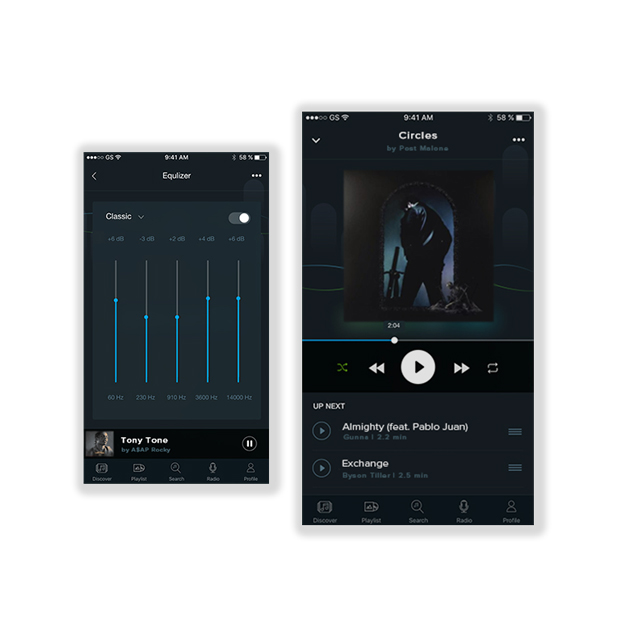 ●●●○○ GS 9:41 AM 58 %
Equlizer •••
Classic
+6 dB -3 dB +2 dB +4 dB +6 dB
60 Hz 230 Hz 910 Hz 3600 Hz 14000 Hz
Tony Tone
by A$AP Rocky
Discover Playlist Search Radio Profile
●●●○○ GS 9:41 AM 58 %
Circles •••
by Post Melone
2:04
UP NEXT
Almighty (feat. Pablo Juan)
Gunna | 2.2 min
Exchange
Byson Tiller | 2.5 min
Discover Playlist Search Radio Profile